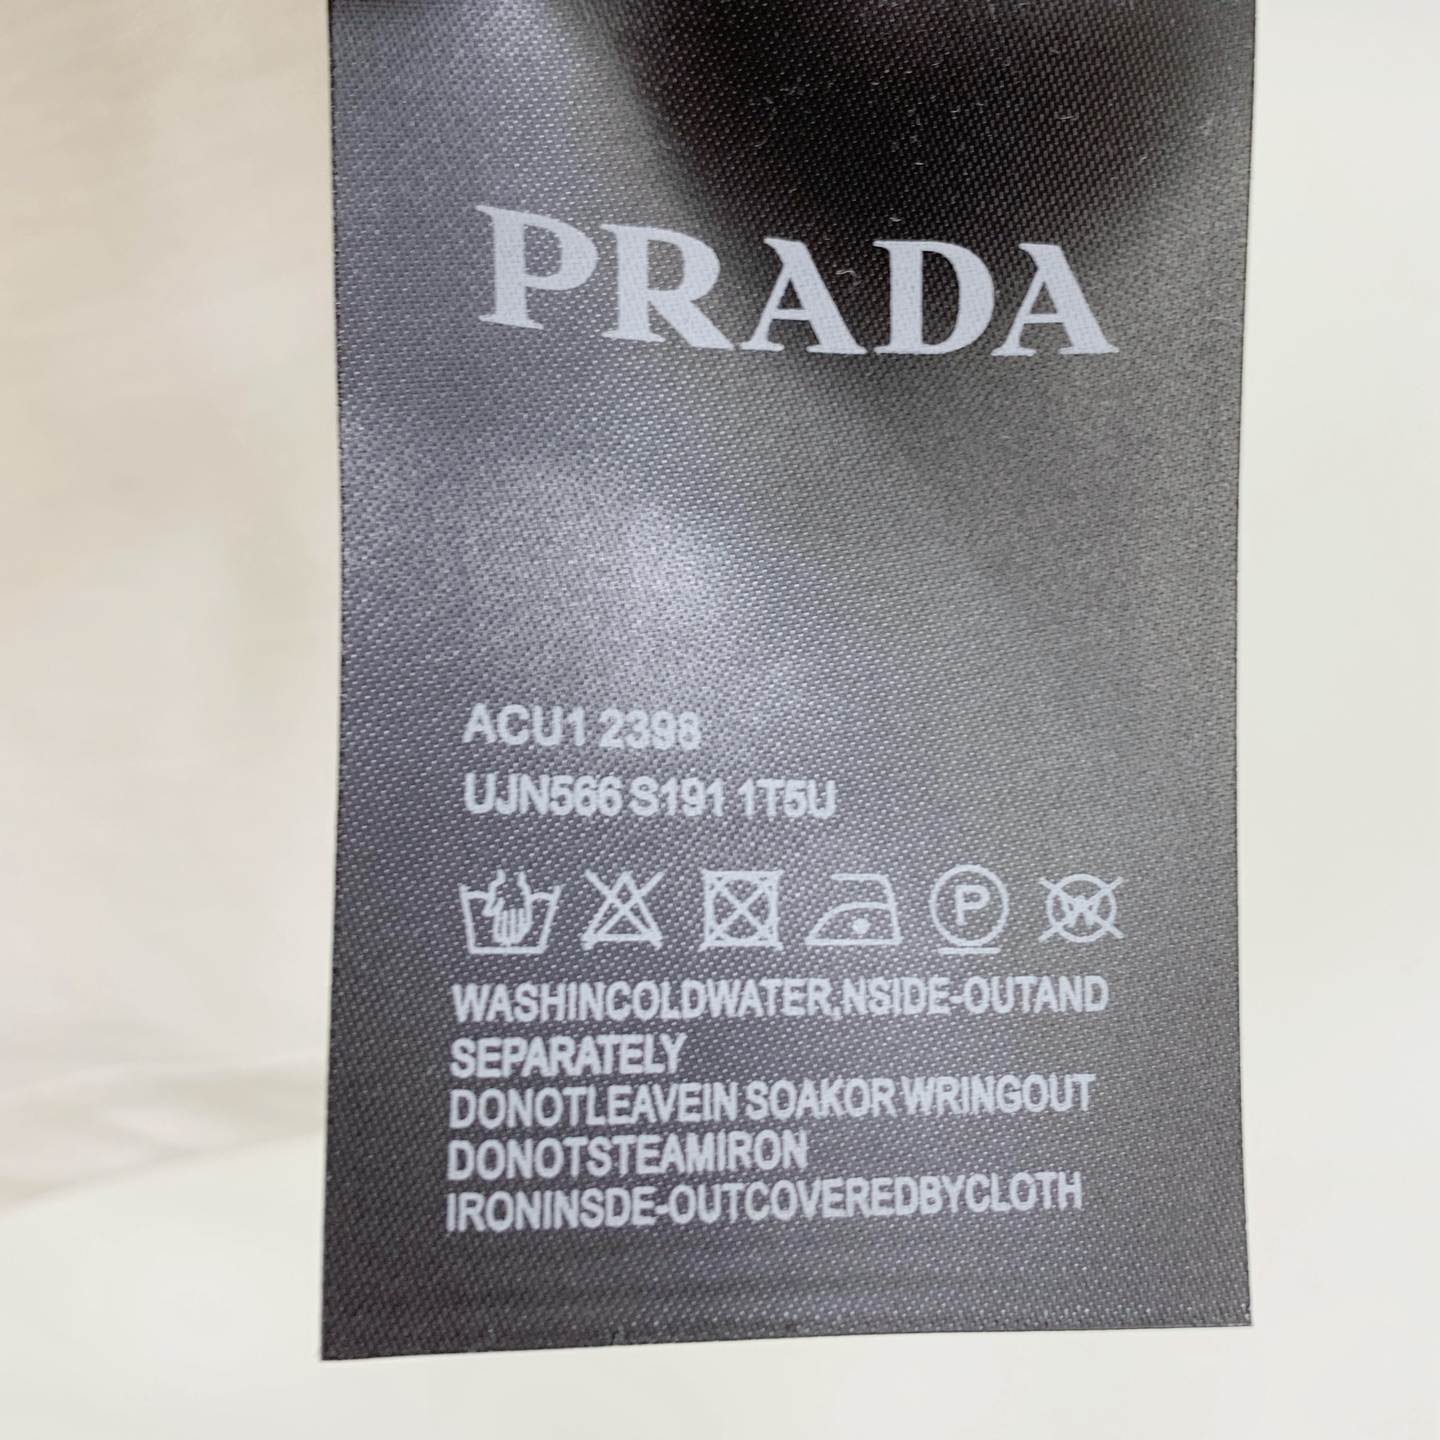 PRADA
ACU1 2398
UJN566 S191 1T5U
P
W
WASHINCOLDWATER,NSIDE-OUTAND
SEPARATELY
DONOTLEAVEIN SOAKOR WRINGOUT
DONOTSTEAMIRON
IRONINSDE-OUTCOVEREDBYCLOTH